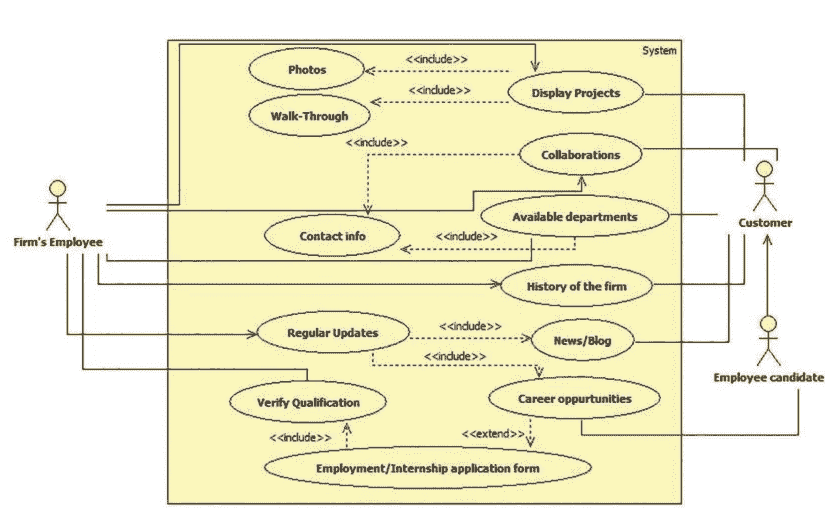 System
<<include>>
Photos
Display Projects
<<include>>
Walk-Through
<<include>>
Collaborations
Available departments
Firm's Employee
Customer
Contact info
<<include>>
History of the firm
Regular Updates
<<include>>
News/Blog
<<include>>
Employee candidate
Verify Qualification
Career oppurtunities
<<include>>
<<extend>>
Employment/Internship application form